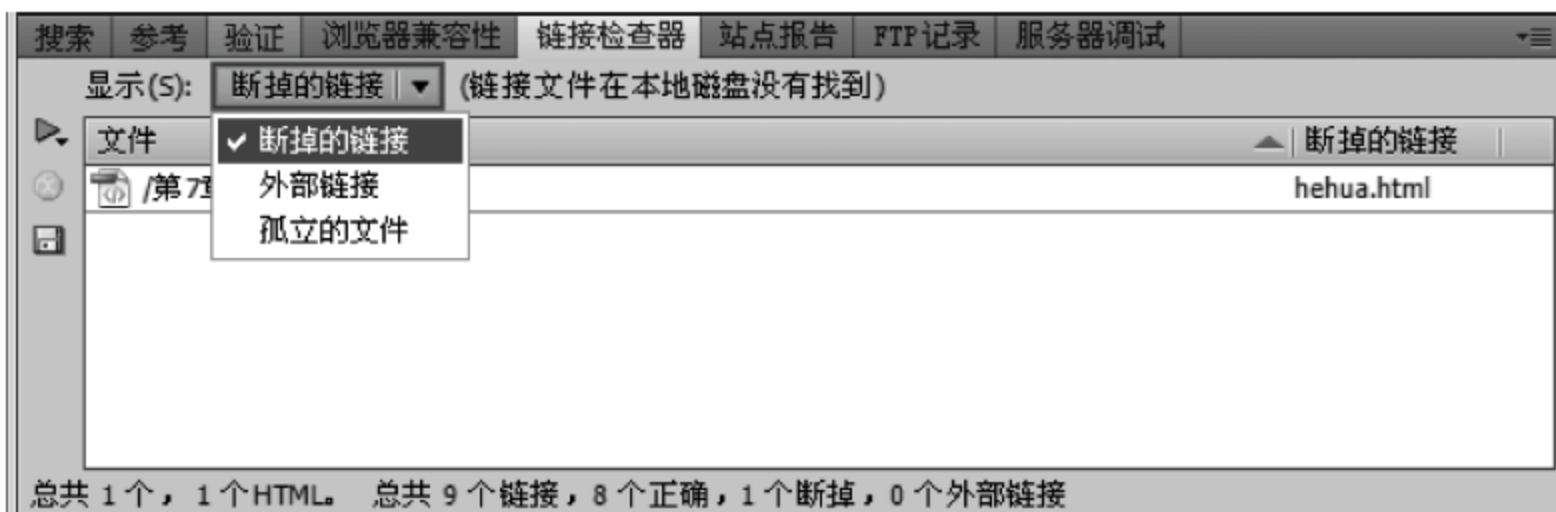 搜索 参考 验证 浏览器兼容性 链接检查器 站点报告 FTP记录 服务器调试
显示(S): 断掉的链接 (链接文件在本地磁盘没有找到)
文件 断掉的链接 断掉的链接
/第7 外部链接 hehua.html
孤立的文件
总共 1个, 1个HTML。 总共 9个链接,8个正确,1个断掉,0个外部链接